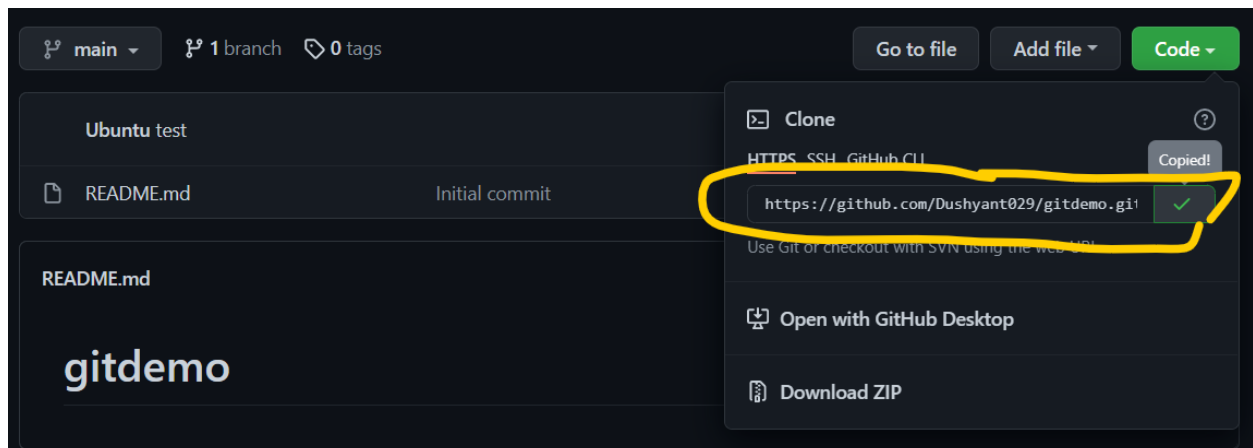 main 1 branch 0 tags Go to file Add file Code
Ubuntu test
README.md Initial commit
README.md
gitdemo
Clone
HTTPS SSH GitHub CLI Copied!
https://github.com/Dushyant029/gitdemo.git
Use Git or checkout with SVN using the web URL.
Open with GitHub Desktop
Download ZIP